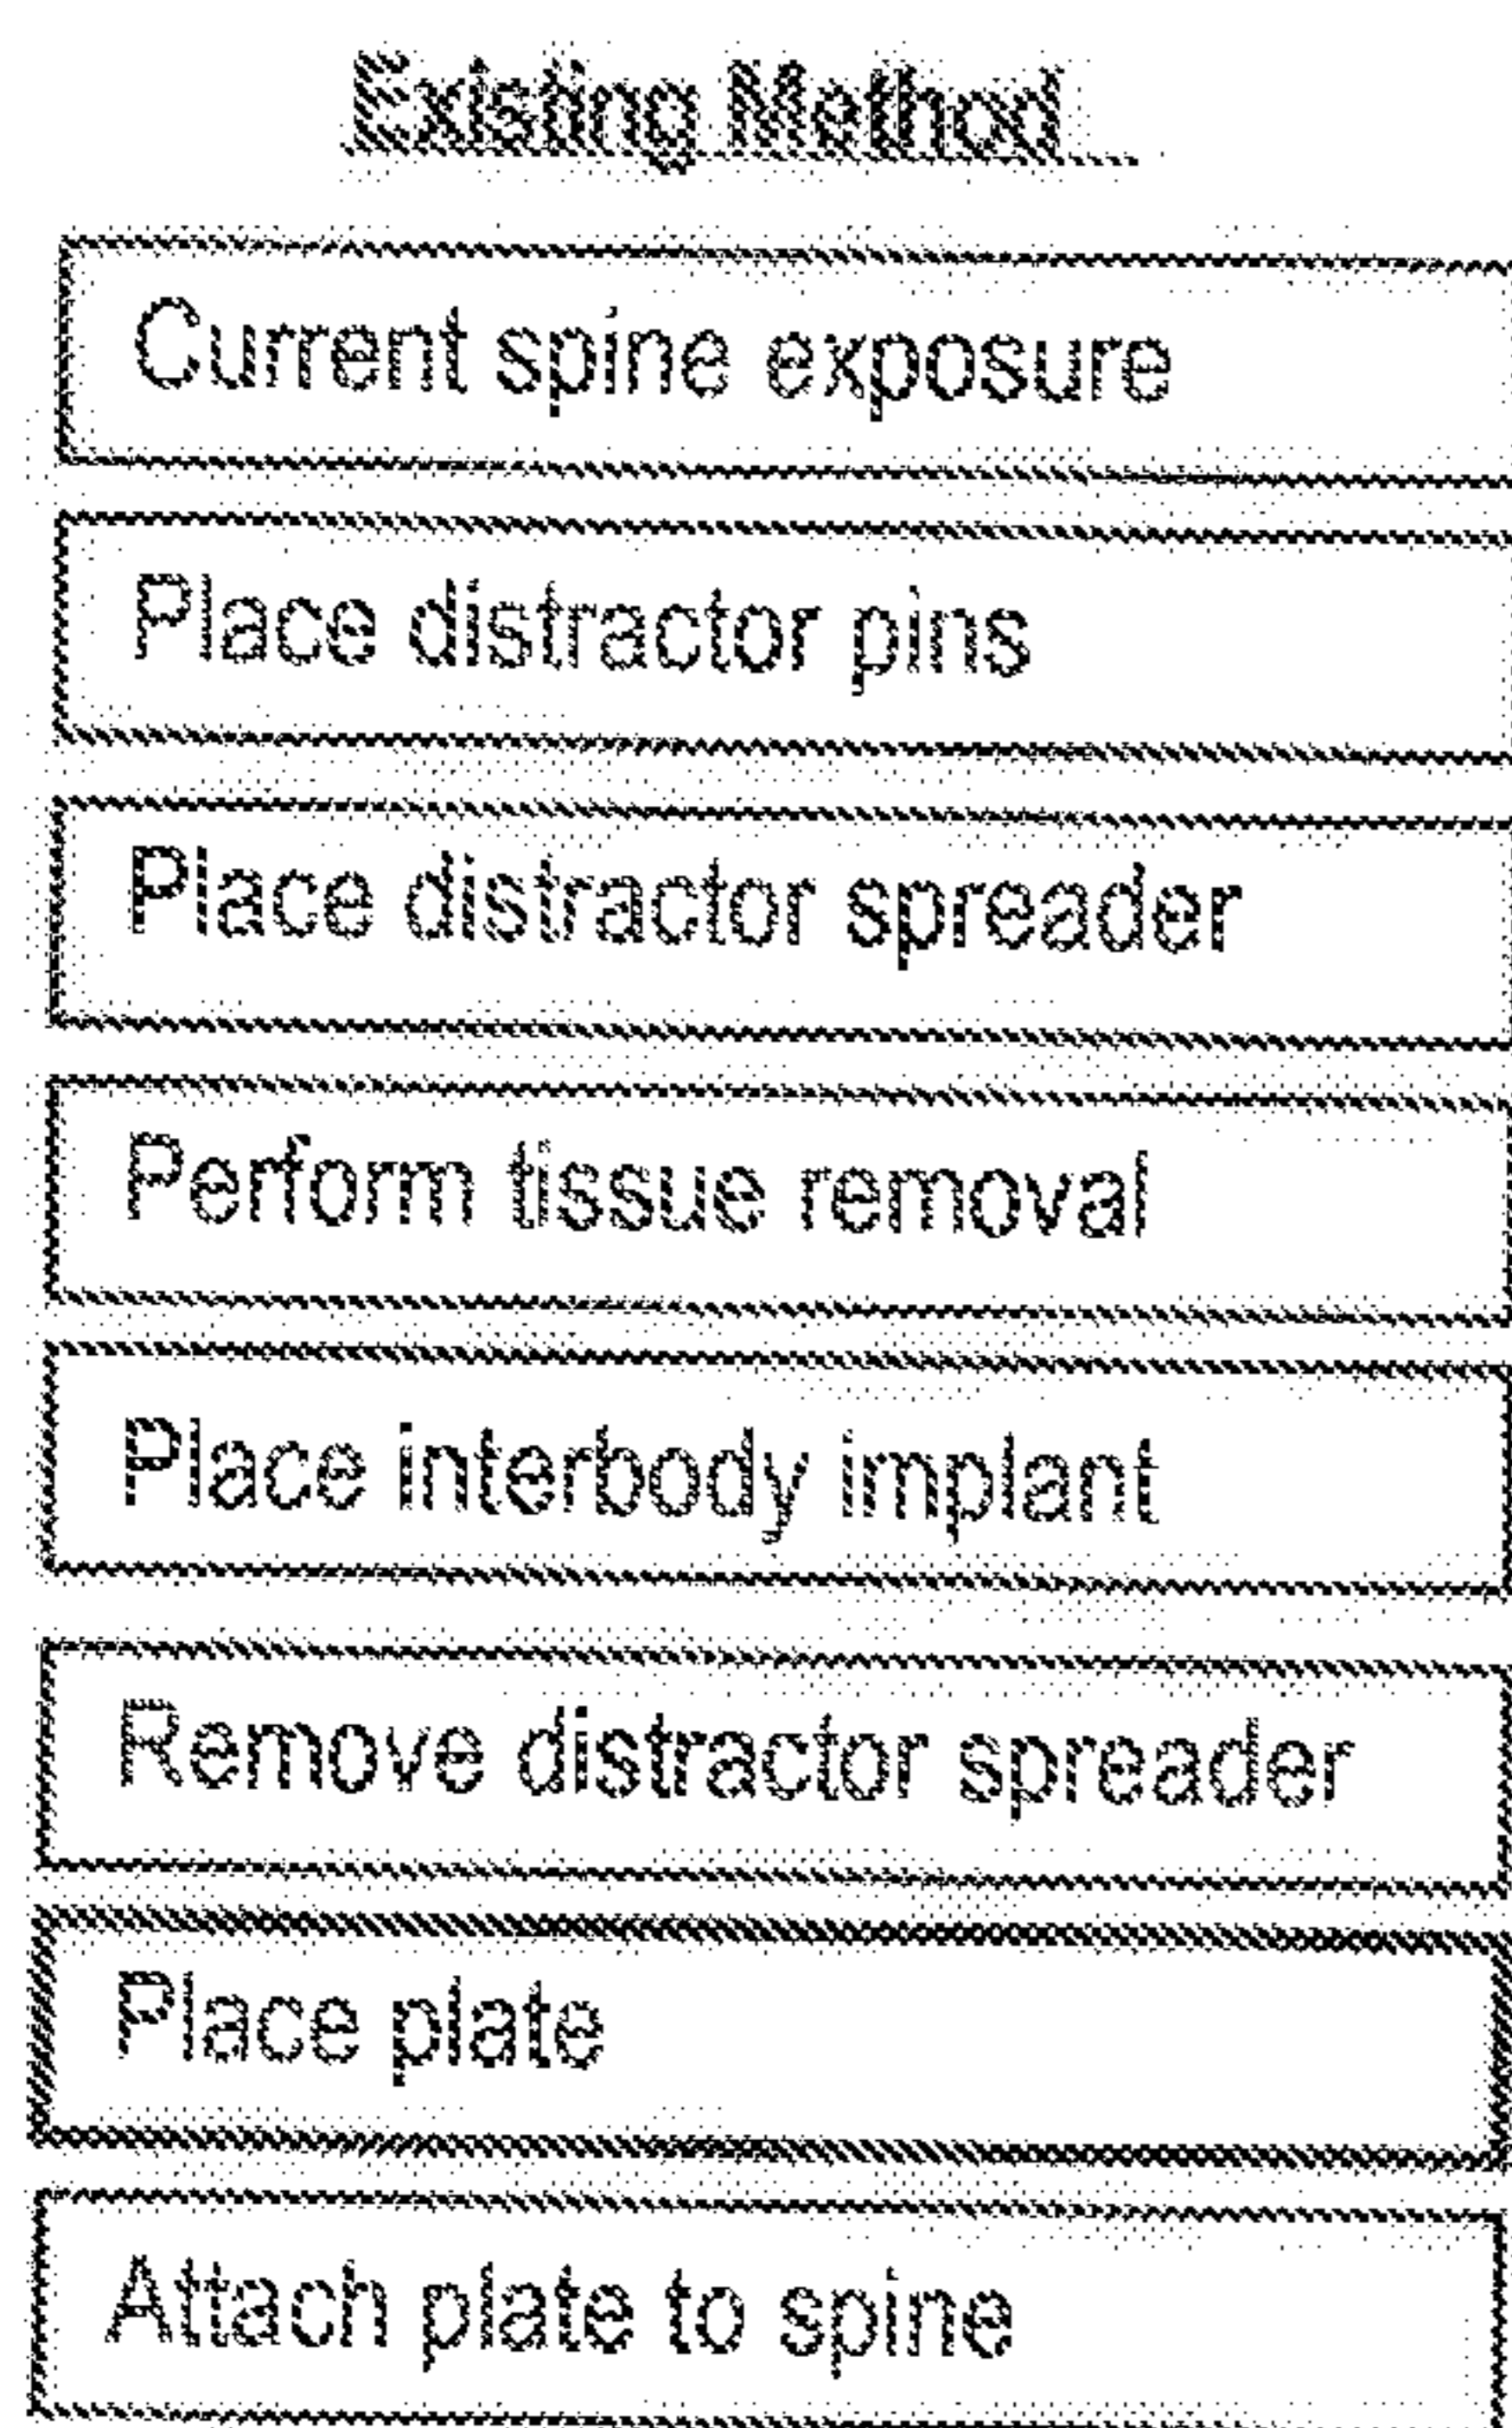 Existing Method
Current spine exposure
Place distractor pins
Place distractor spreader
Perform tissue removal
Place interbody implant
Remove distractor spreader
Place plate
Attach plate to spine